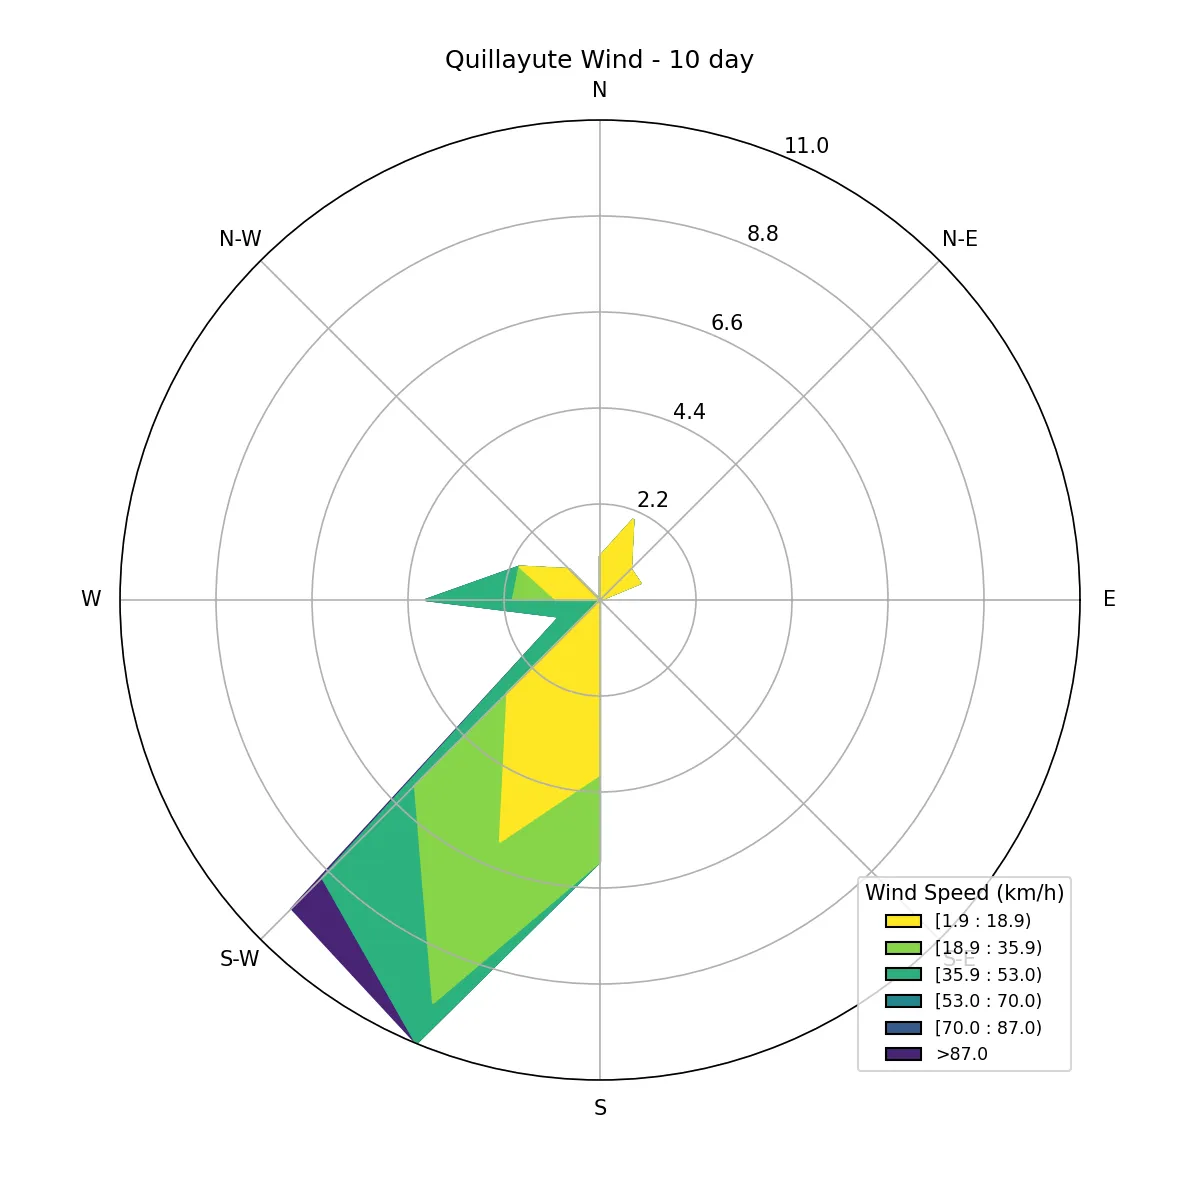 Quillayute Wind - 10 day
N
11.0
N-W
N-E
8.8
6.6
4.4
2.2
W
E
S-W
S-E
Wind Speed (km/h)
[1.9 : 18.9)
[18.9 : 35.9)
[35.9 : 53.0)
[53.0 : 70.0)
[70.0 : 87.0)
>87.0
S